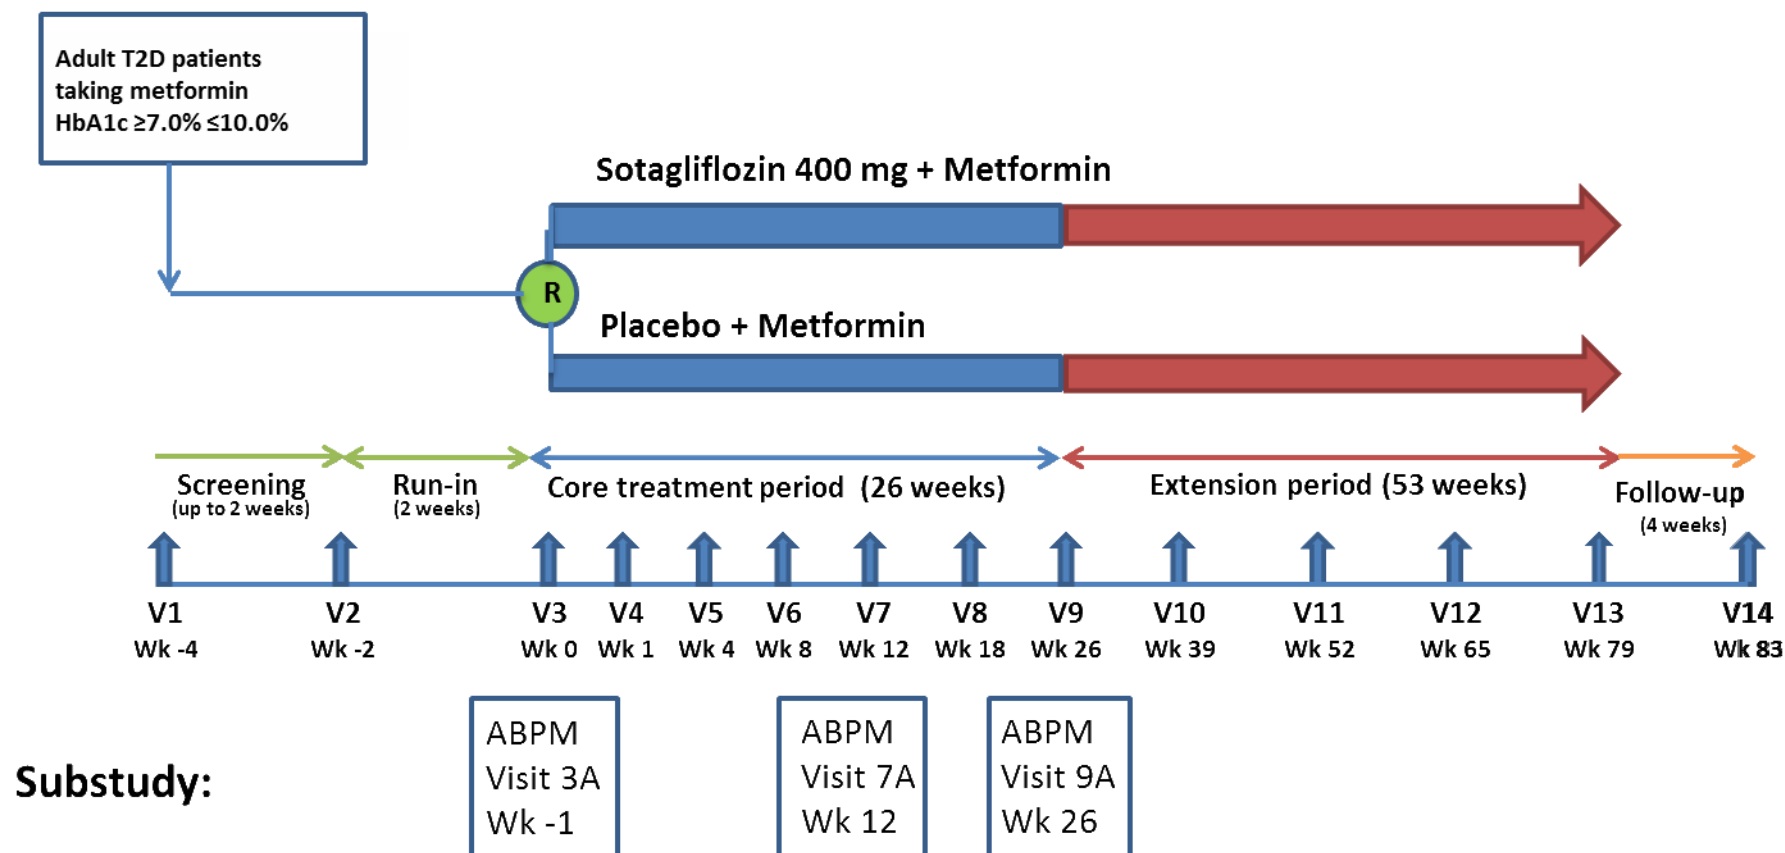 Adult T2D patients
taking metformin
HbA1c ≥7.0% ≤10.0%
Sotagliflozin 400 mg + Metformin
R
Placebo + Metformin
Screening
(up to 2 weeks)
Run-in
(2 weeks)
Core treatment period (26 weeks)
Extension period (53 weeks)
Follow-up
(4 weeks)
V1 V2 V3 V4 V5 V6 V7 V8 V9 V10 V11 V12 V13 V14
Wk -4 Wk -2 Wk 0 Wk 1 Wk 4 Wk 8 Wk 12 Wk 18 Wk 26 Wk 39 Wk 52 Wk 65 Wk 79 Wk 83
Substudy:
ABPM
Visit 3A
Wk -1
ABPM
Visit 7A
Wk 12
ABPM
Visit 9A
Wk 26